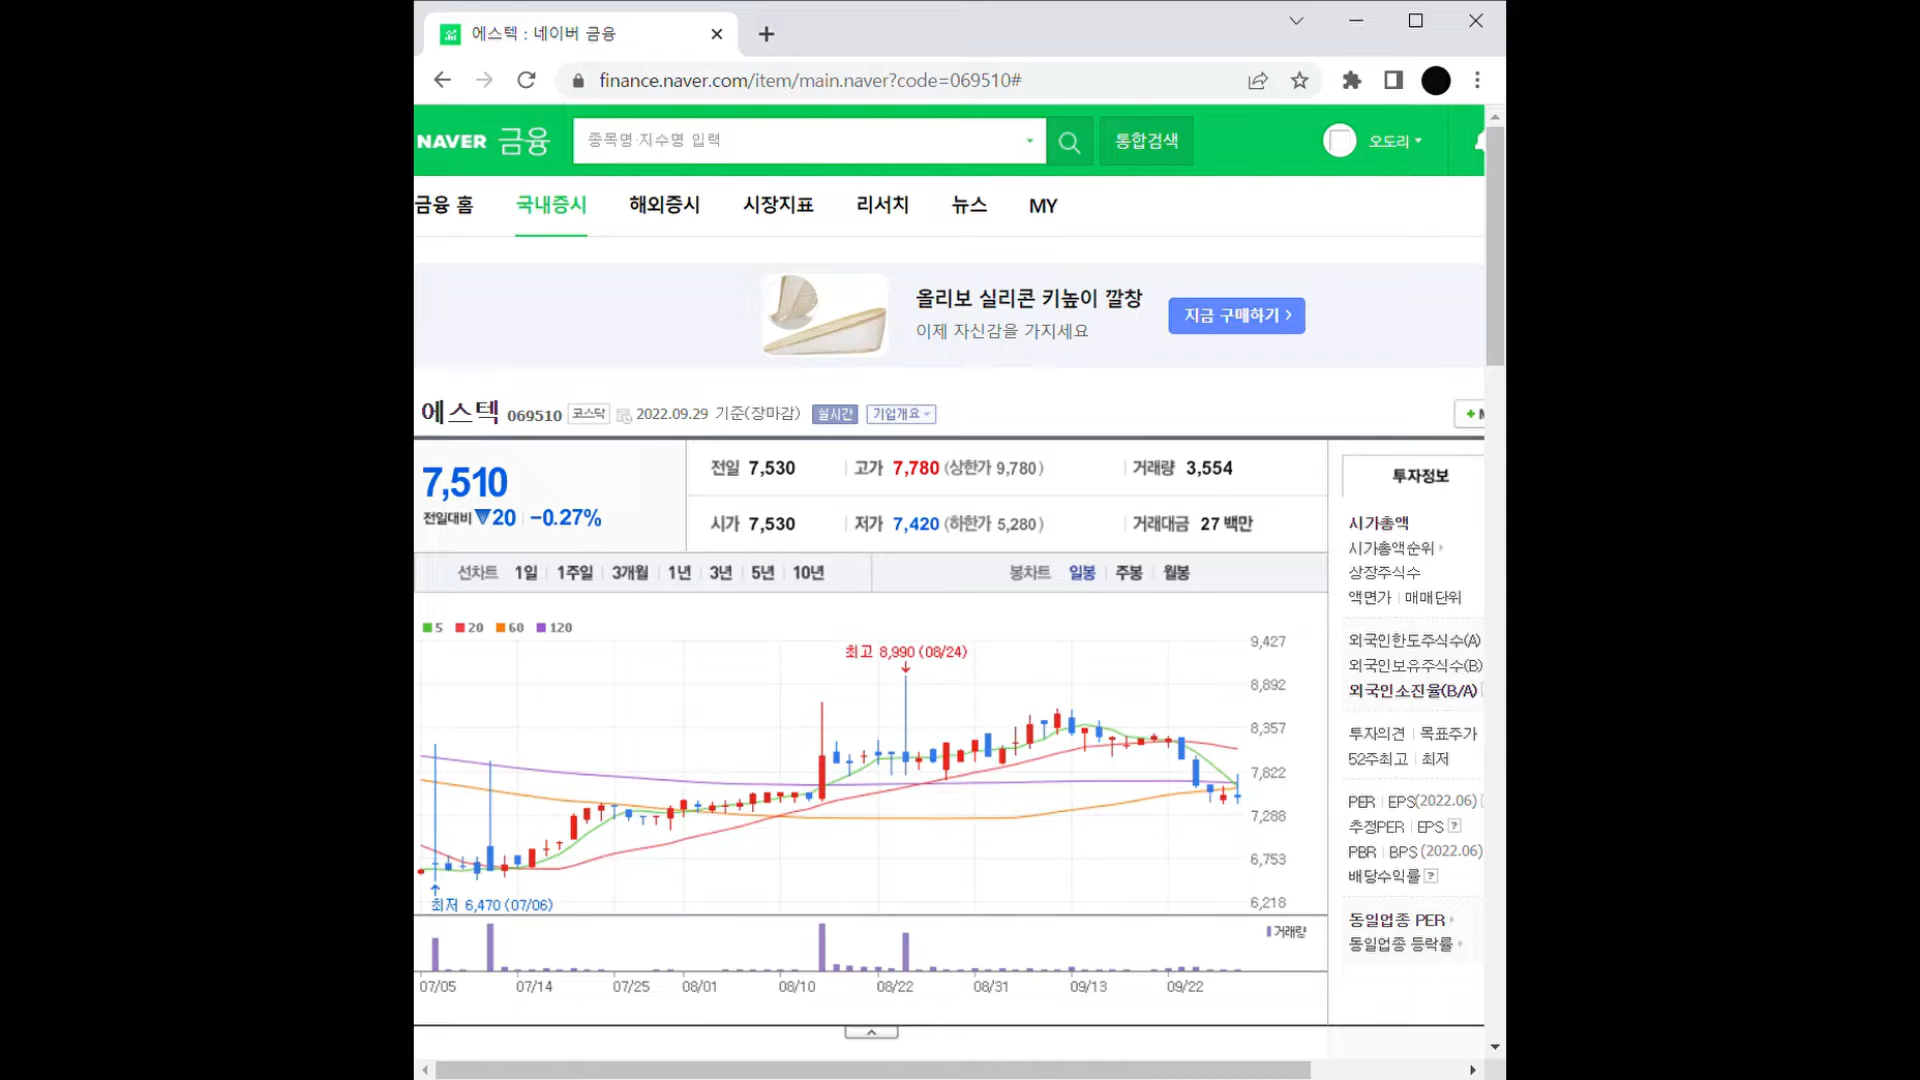 에스텍 : 네이버 금융
finance.naver.com/item/main.naver?code=069510#
NAVER 금융 종목명·지수명 입력 통합검색 오도리
금융 홈 국내증시 해외증시 시장지표 리서치 뉴스 MY
올리보 실리콘 키높이 깔창
이제 자신감을 가지세요
지금 구매하기 >
에스텍 069510 코스닥 2022.09.29 기준(장마감) 실시간 기업개요
7,510
전일대비 ▼20 -0.27%
전일 7,530 고가 7,780 (상한가 9,780) 거래량 3,554
시가 7,530 저가 7,420 (하한가 5,280) 거래대금 27 백만
선차트 1일 1주일 3개월 1년 3년 5년 10년 봉차트 일봉 주봉 월봉
5 20 60 120
최고 8,990 (08/24)
9,427
8,892
8,357
7,822
7,288
6,753
6,218
최저 6,470 (07/06)
거래량
07/05 07/14 07/25 08/01 08/10 08/22 08/31 09/13 09/22
투자정보
시가총액
시가총액순위
상장주식수
액면가 매매단위
외국인한도주식수(A)
외국인보유주식수(B)
외국인소진율(B/A)
투자의견 목표주가
52주최고 최저
PER EPS(2022.06)
추정PER EPS ?
PBR BPS (2022.06)
배당수익률 ?
동일업종 PER
동일업종 등락률